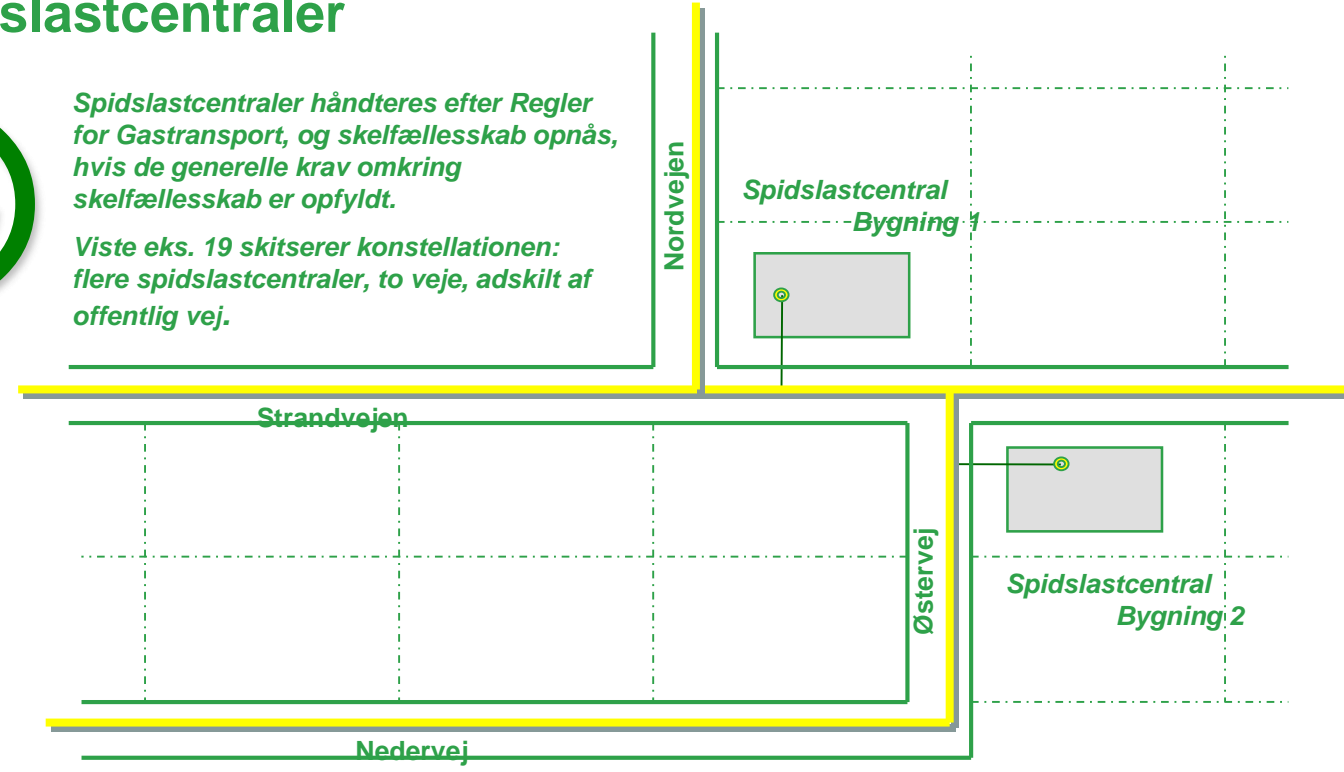 slastcentraler
Spidslastcentraler håndteres efter Regler
for Gastransport, og skelfællesskab opnås,
hvis de generelle krav omkring
skelfællesskab er opfyldt.
Viste eks. 19 skitserer konstellationen:
flere spidslastcentraler, to veje, adskilt af
offentlig vej.
Nordvejen
Spidslastcentral
Bygning 1
Strandvejen
Østervej
Spidslastcentral
Bygning 2
Nedervej